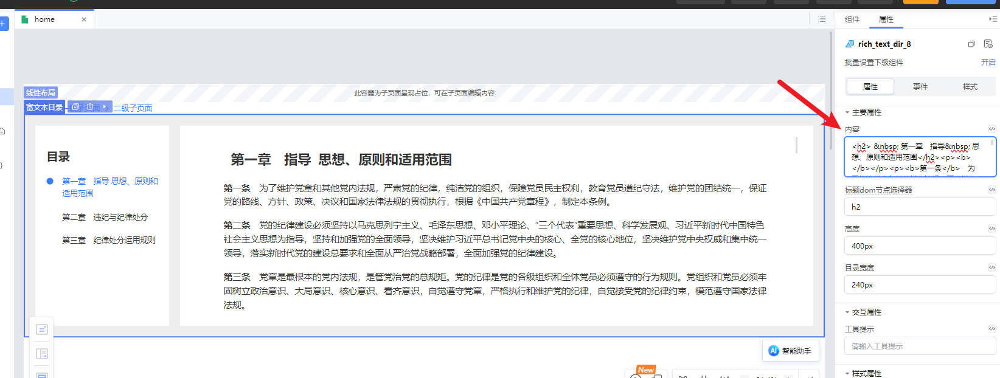 home
组件 属性
rich_text_dir_8
批量设置下级组件 开启
属性 事件 样式
线性布局
此容器为子页面呈现占位，可在子页面编辑内容
富文本目录
二级子页面
目录
第一章　指导 思想、原则和
适用范围
第二章　违纪与纪律处分
第三章　纪律处分运用规则
第一章　指导 思想、原则和适用范围
第一条　为了维护党章和其他党内法规，严肃党的纪律，纯洁党的组织，保障党员民主权利，教育党员遵纪守法，维护党的团结统一，保证
党的路线、方针、政策、决议和国家法律法规的贯彻执行，根据《中国共产党章程》，制定本条例。
第二条　党的纪律建设必须坚持以马克思列宁主义、毛泽东思想、邓小平理论、“三个代表”重要思想、科学发展观、习近平新时代中国特色
社会主义思想为指导，坚持和加强党的全面领导，坚决维护习近平总书记党中央的核心、全党的核心地位，坚决维护党中央权威和集中统一
领导，落实新时代党的建设总要求和全面从严治党战略部署，全面加强党的纪律建设。
第三条　党章是最根本的党内法规，是管党治党的总规矩。党的纪律是党的各级组织和全体党员必须遵守的行为规则。党组织和党员必须牢
固树立政治意识、大局意识、核心意识、看齐意识，自觉遵守党章，严格执行和维护党的纪律，自觉接受党的纪律约束，模范遵守国家法律
法规。
主要属性
内容
<h2> &nbsp; 第一章　指导&nbsp; 思
想、原则和适用范围</h2><p><b>
</b></p><p><b>第一条</b>　为
标题dom节点选择器
h2
高度
400px
目录宽度
240px
交互属性
工具提示
请输入工具提示
样式属性
AI 智能助手
New